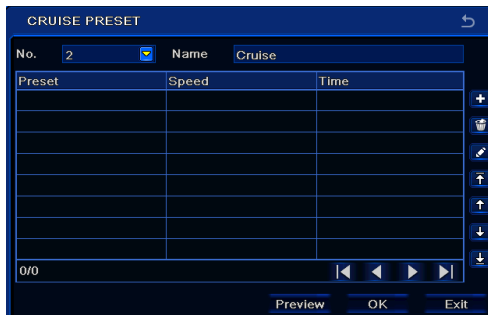 CRUISE PRESET
No. 2 Name Cruise
Preset Speed Time
0/0
Preview OK Exit